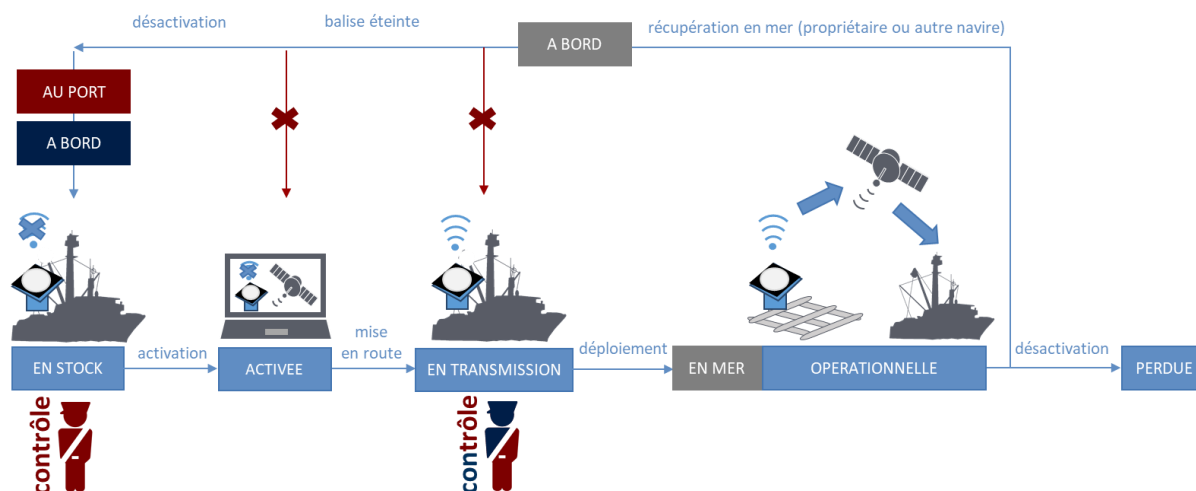 désactivation
balise éteinte
A BORD
récupération en mer (propriétaire ou autre navire)
AU PORT
A BORD
EN STOCK
activation
ACTIVEE
mise
en route
EN TRANSMISSION
déploiement
EN MER
OPERATIONNELLE
désactivation
PERDUE
contrôle
contrôle